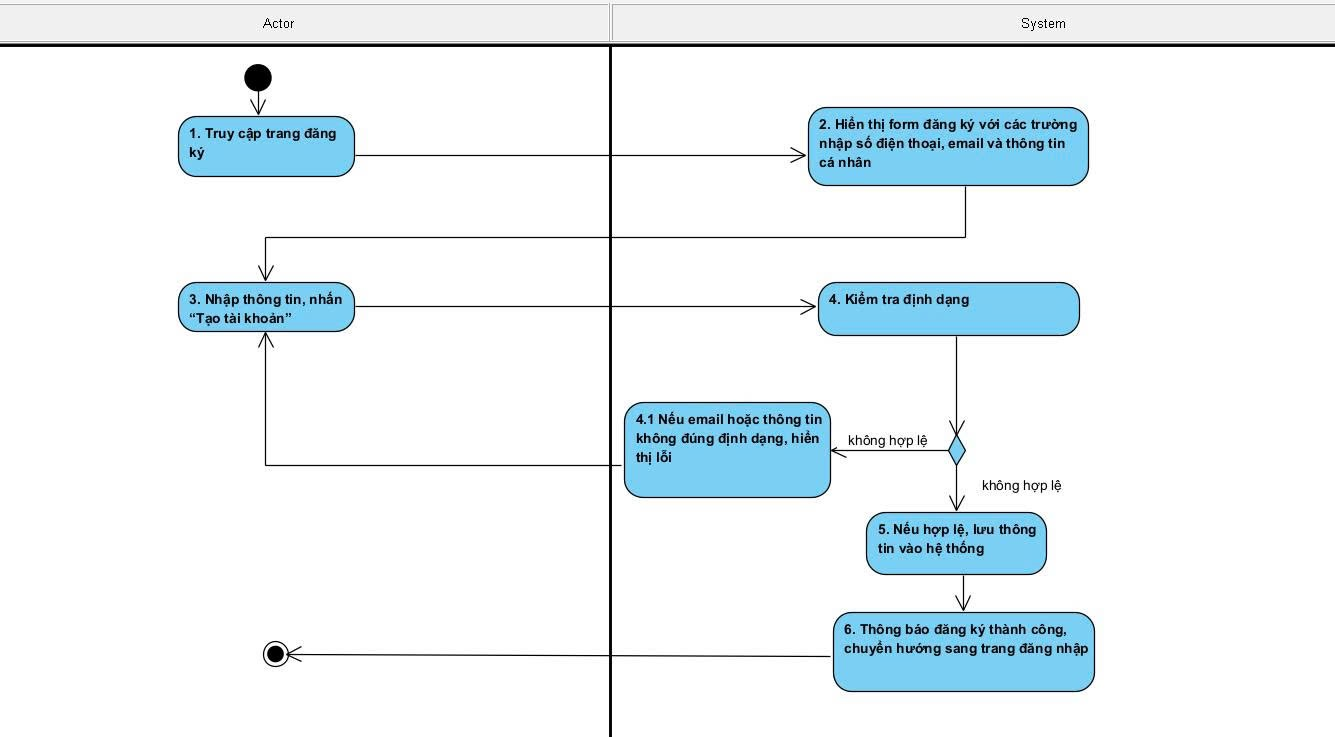 Actor
System
1. Truy cập trang đăng
ký
2. Hiển thị form đăng ký với các trường
nhập số điện thoại, email và thông tin
cá nhân
3. Nhập thông tin, nhấn
“Tạo tài khoản”
4. Kiểm tra định dạng
4.1 Nếu email hoặc thông tin
không đúng định dạng, hiển
thị lỗi
không hợp lệ
không hợp lệ
5. Nếu hợp lệ, lưu thông
tin vào hệ thống
6. Thông báo đăng ký thành công,
chuyển hướng sang trang đăng nhập